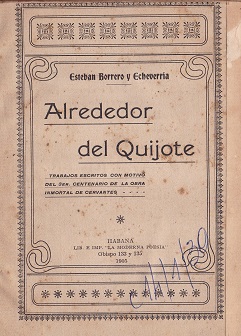 Esteban Borrero y Echeverría
Alrededor
del Quijote
TRABAJOS ESCRITOS CON MOTIVO
DEL 3ER. CENTENARIO DE LA OBRA
INMORTAL DE CERVANTES . . . .
HABANA
LIB. É IMP. "LA MODERNA POESIA"
Obispo 133 y 135
1905